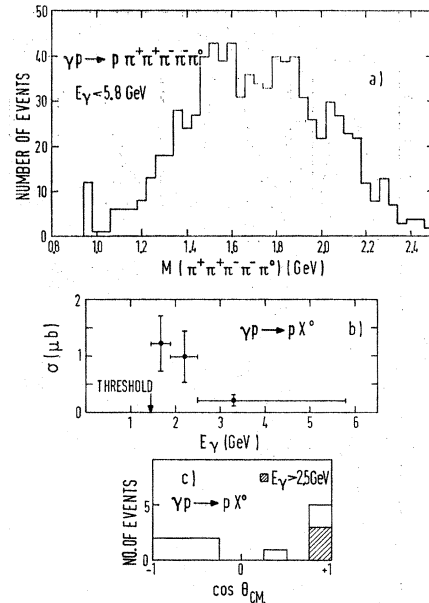 50
40
30
20
10
0
NUMBER OF EVENTS
γp → p π⁺π⁺π⁻π⁻π⁰
Eγ < 5.8 GeV
a)
0,8 1,0 1,2 1,4 1,6 1,8 2,0 2,2 2,4
M (π⁺π⁺π⁻π⁻π⁰) (GeV)
2
1
0
σ(μb)
γp → pX⁰
b)
THRESHOLD
1 2 3 4 5 6
Eγ (GeV)
c)
Eγ>2.5GeV
γp → pX⁰
5
0
NO. OF EVENTS
-1 0 +1
cos θCM.